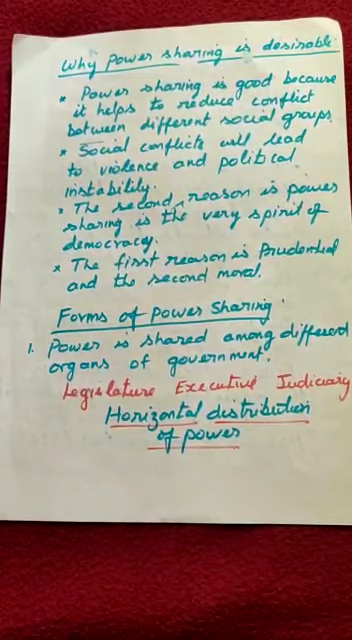 Why Power sharing is desirable
* Power sharing is good because
it helps to reduce conflict
between different social groups.
* Social conflicts will lead
to violence and political
instability.
* The second reason is power
sharing is the very spirit of
democracy.
* The first reason is Prudential
and the second moral.
Forms of Power Sharing
1. Power is shared among different
organs of government.
Legislature Executive Judiciary
Horizontal distribution
of power